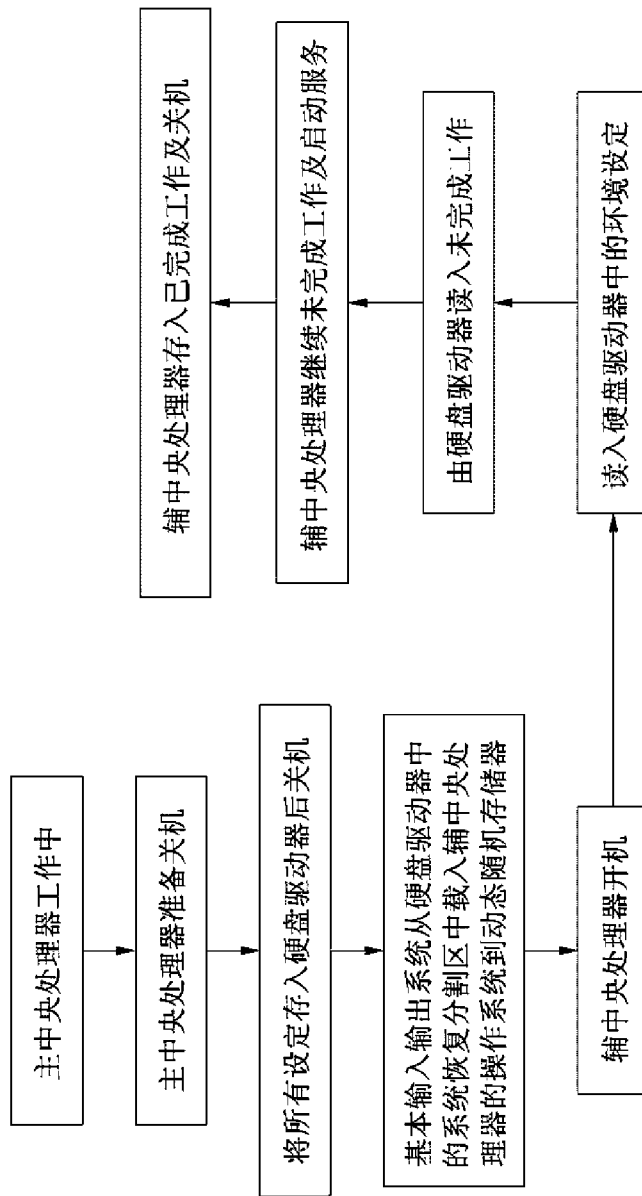 主中央处理器工作中
主中央处理器准备关机
将所有设定存入硬盘驱动器后关机
基本输入输出系统从硬盘驱动器中
的系统恢复分割区中载入辅中央处
理器的操作系统到动态随机存储器
辅中央处理器开机
读入硬盘驱动器中的环境设定
由硬盘驱动器读入未完成工作
辅中央处理器继续未完成工作及启动服务
辅中央处理器存入已完成工作及关机